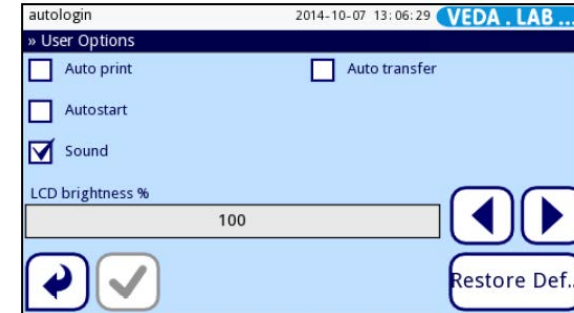 autologin 2014-10-07 13:06:29 VEDA.LAB ...
» User Options
Auto print Auto transfer
Autostart
Sound
LCD brightness %
100
Restore Def..